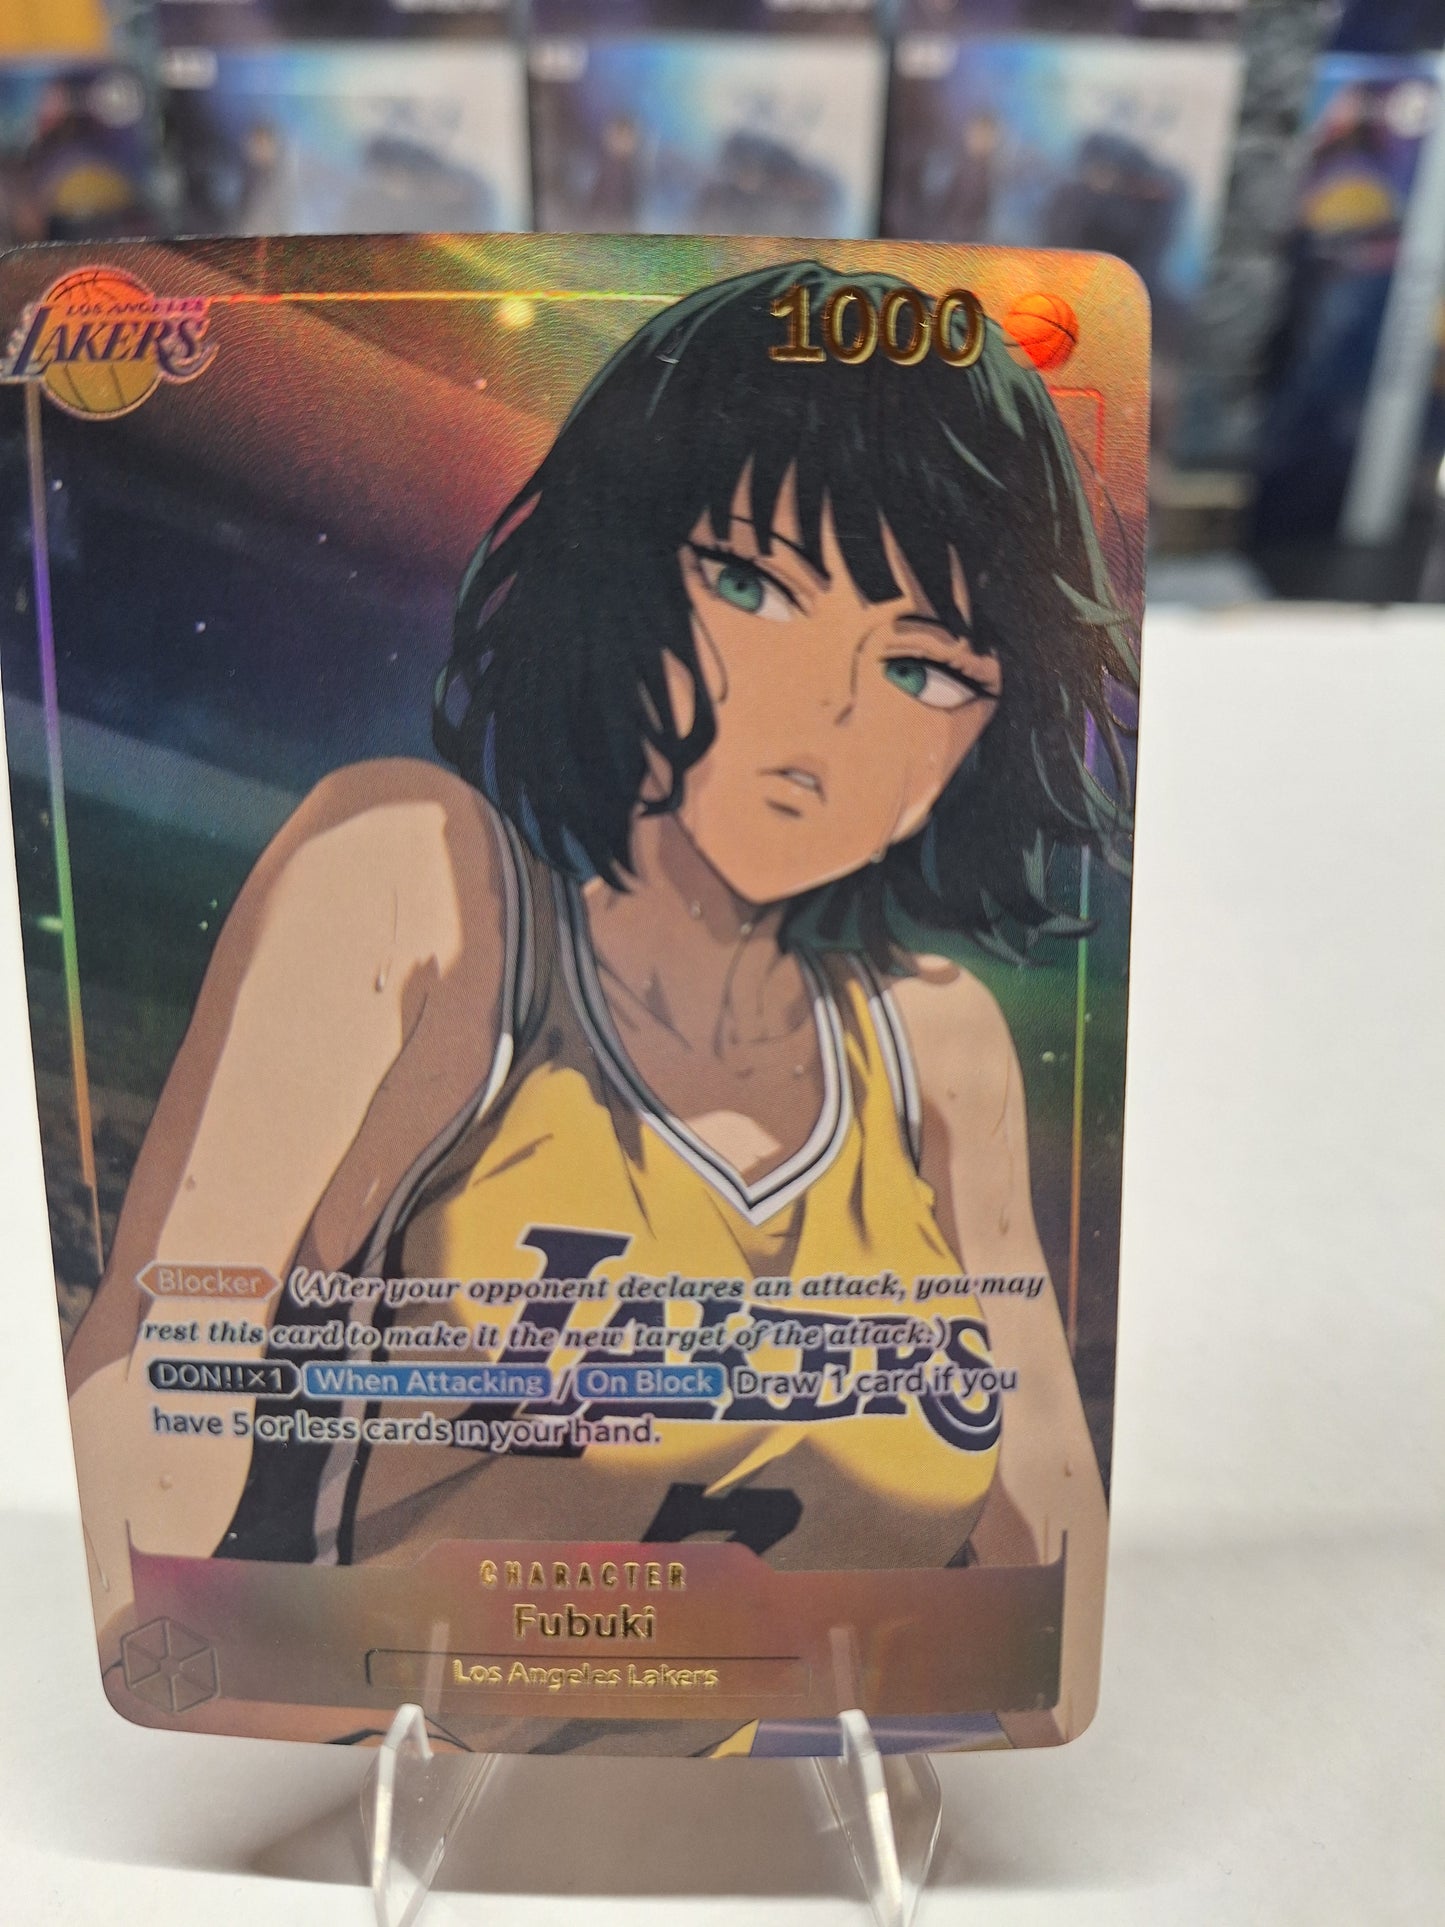 LOS ANGELES
LAKERS
1000
LAKERS
Blocker (After your opponent declares an attack, you may
rest this card to make it the new target of the attack.)
DON!!×1 When Attacking / On Block Draw 1 card if you
have 5 or less cards in your hand.
CHARACTER
Fubuki
Los Angeles Lakers